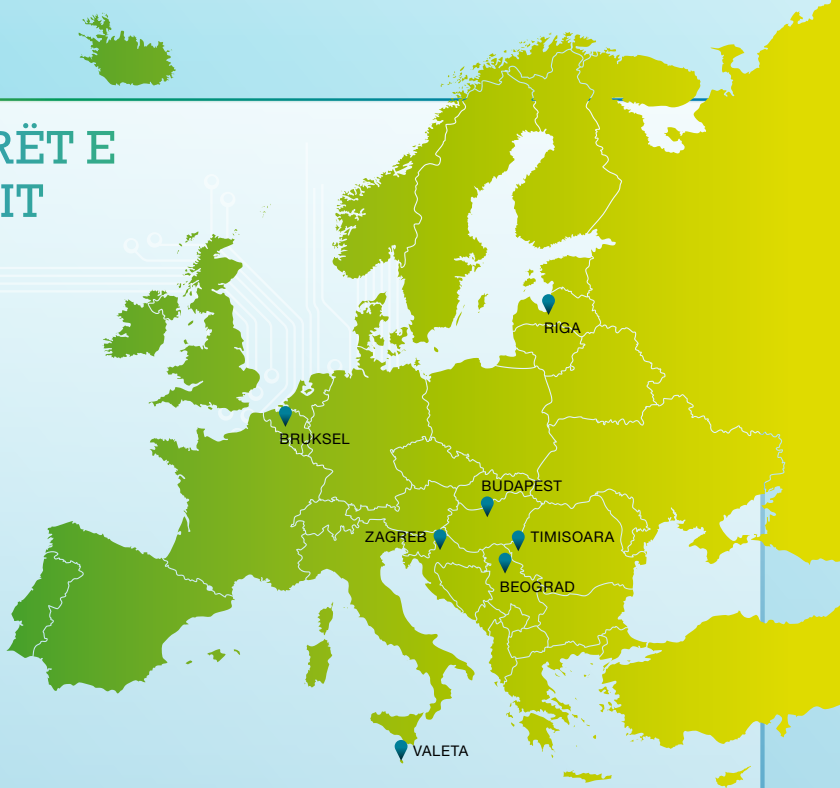 RËT E
IT
RIGA
BRUKSEL
BUDAPEST
ZAGREB
TIMISOARA
BEOGRAD
VALETA